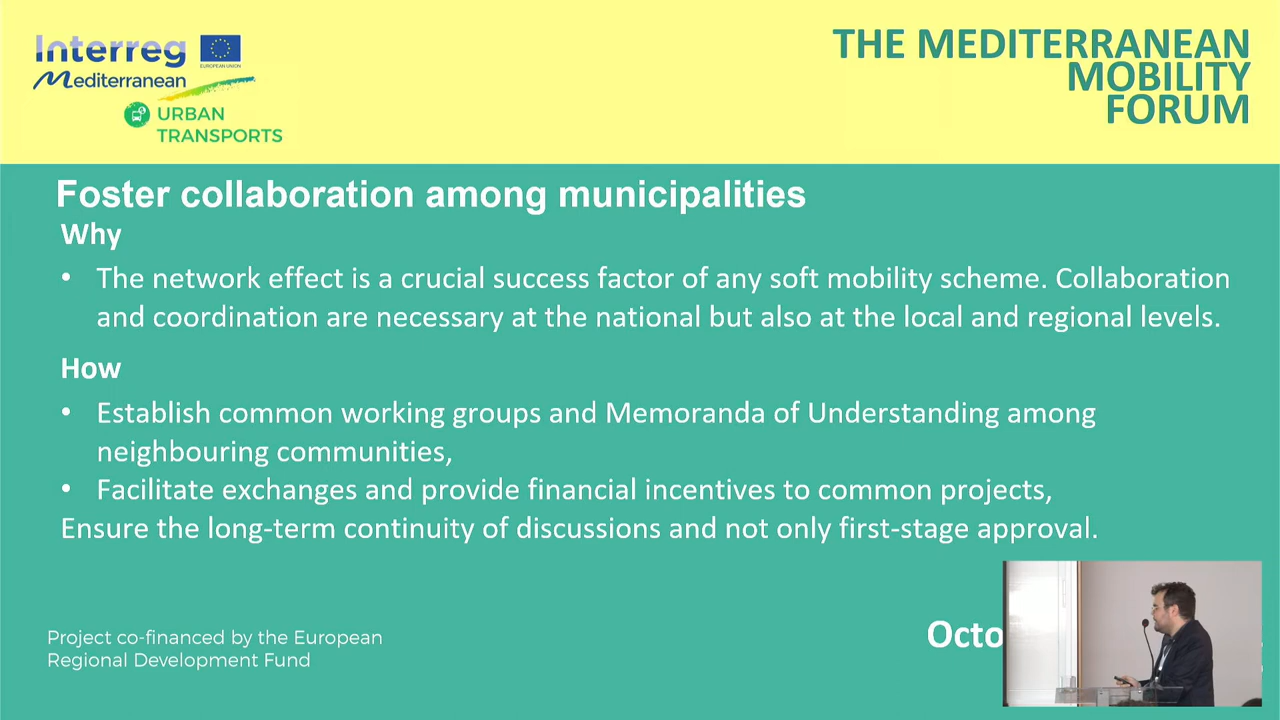 Interreg
EUROPEAN UNION
Mediterranean
URBAN
TRANSPORTS
THE MEDITERRANEAN
MOBILITY
FORUM
Foster collaboration among municipalities
Why
• The network effect is a crucial success factor of any soft mobility scheme. Collaboration
and coordination are necessary at the national but also at the local and regional levels.
How
• Establish common working groups and Memoranda of Understanding among
neighbouring communities,
• Facilitate exchanges and provide financial incentives to common projects,
Ensure the long-term continuity of discussions and not only first-stage approval.
Project co-financed by the European
Regional Development Fund
Octo